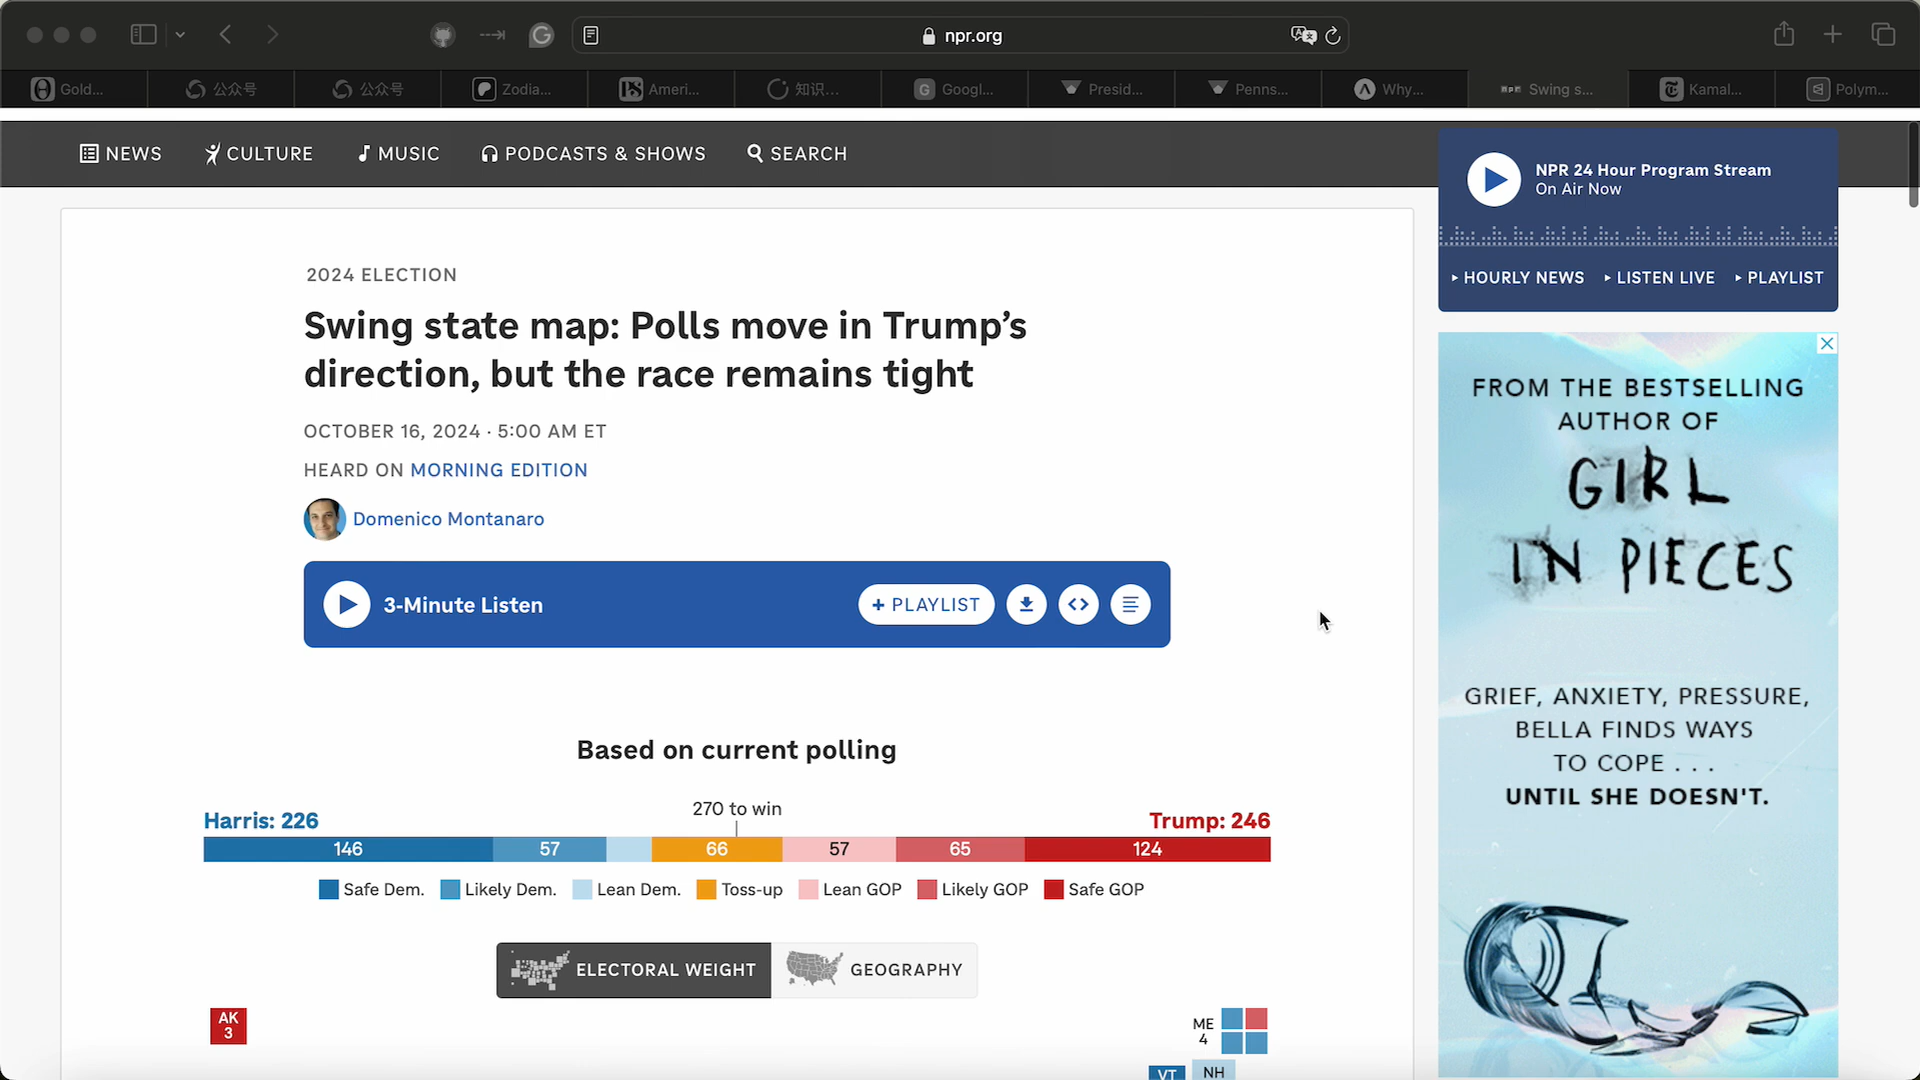 npr.org
Gold...
公众号
公众号
Zodia...
Ameri...
知识...
Googl...
Presid...
Penns...
Why...
Swing s...
Kamal...
Polym...
NEWS
CULTURE
MUSIC
PODCASTS & SHOWS
SEARCH
NPR 24 Hour Program Stream
On Air Now
HOURLY NEWS
LISTEN LIVE
PLAYLIST
2024 ELECTION
Swing state map: Polls move in Trump's
direction, but the race remains tight
OCTOBER 16, 2024 · 5:00 AM ET
HEARD ON MORNING EDITION
Domenico Montanaro
3-Minute Listen
+ PLAYLIST
Based on current polling
270 to win
Harris: 226
Trump: 246
146
57
66
57
65
124
Safe Dem.
Likely Dem.
Lean Dem.
Toss-up
Lean GOP
Likely GOP
Safe GOP
ELECTORAL WEIGHT
GEOGRAPHY
AK
3
ME
4
VT
NH
FROM THE BESTSELLING
AUTHOR OF
GIRL
IN PIECES
GRIEF, ANXIETY, PRESSURE,
BELLA FINDS WAYS
TO COPE . . .
UNTIL SHE DOESN'T.